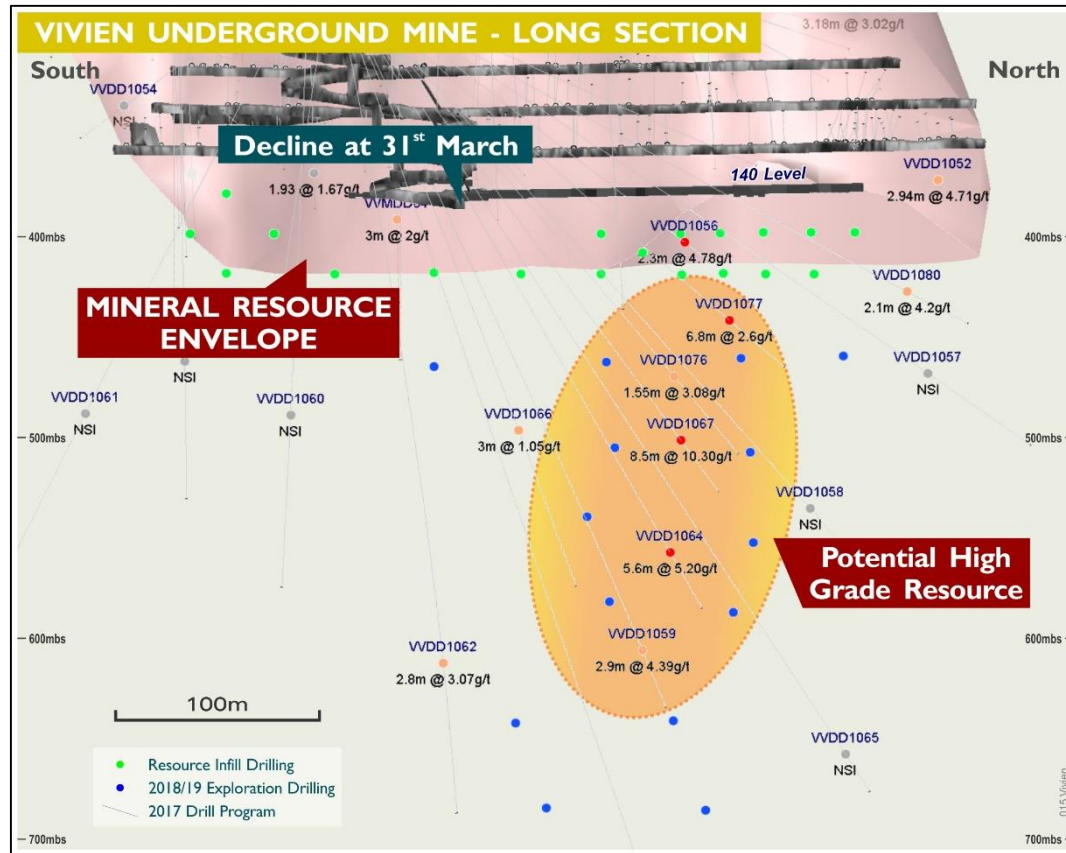 VIVIEN UNDERGROUND MINE - LONG SECTION
3.18m @ 3.02g/t
South
North
VVDD1054
NSI
Decline at 31st March
1.93 @ 1.67g/t
140 Level
VVDD1052
2.94m @ 4.71g/t
3m @ 2g/t
400mbs
400mbs
VVDD1056
2.3m @ 4.78g/t
MINERAL RESOURCE
ENVELOPE
VVDD1080
2.1m @ 4.2g/t
VVDD1077
6.8m @ 2.6g/t
NSI
VVDD1076
1.55m @ 3.08g/t
VVDD1057
NSI
VVDD1061
NSI
VVDD1060
NSI
VVDD1066
3m @ 1.05g/t
VVDD1067
8.5m @ 10.30g/t
500mbs
500mbs
VVDD1058
NSI
VVDD1064
5.6m @ 5.20g/t
Potential High
Grade Resource
600mbs
600mbs
VVDD1062
2.8m @ 3.07g/t
VVDD1059
2.9m @ 4.39g/t
100m
VVDD1065
NSI
Resource Infill Drilling
2018/19 Exploration Drilling
2017 Drill Program
015 Vivien
700mbs
700mbs